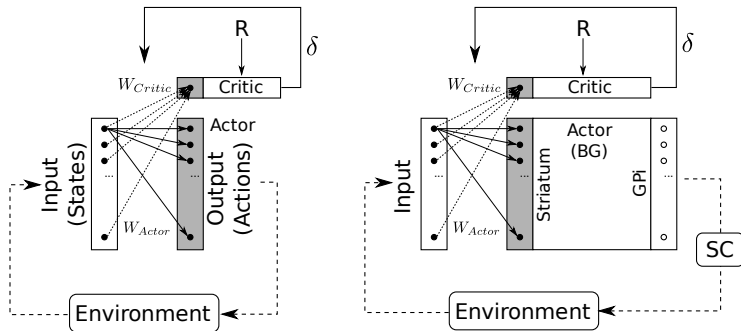 R
δ
W_Critic
Critic
Actor
Input
(States)
...
...
Output
(Actions)
W_Actor
Environment
R
δ
W_Critic
Critic
Actor
(BG)
Input
...
...
Striatum
GPi
...
W_Actor
SC
Environment